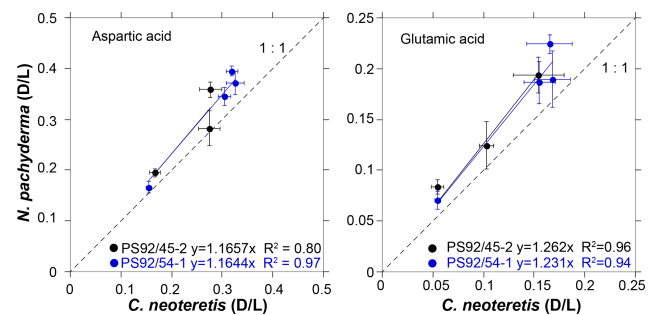 Aspartic acid
1 : 1
N. pachyderma (D/L)
0.5
0.4
0.3
0.2
0.1
0
PS92/45-2 y=1.1657x R² = 0.80
PS92/54-1 y=1.1644x R² = 0.97
0 0.1 0.2 0.3 0.4 0.5
C. neoteretis (D/L)
Glutamic acid
1 : 1
0.25
0.20
0.15
0.1
0.05
0
PS92/45-2 y=1.262x R²=0.96
PS92/54-1 y=1.231x R²=0.94
0 0.05 0.1 0.15 0.20 0.25
C. neoteretis (D/L)